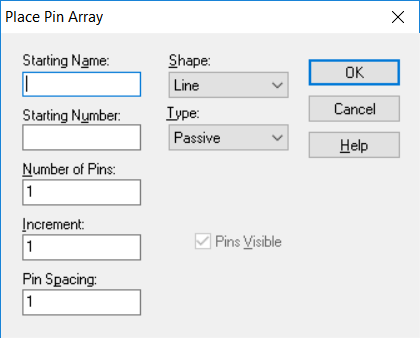 Place Pin Array
Starting Name:
Shape:
Line
OK
Starting Number:
Type:
Passive
Cancel
Help
Number of Pins:
1
Increment:
1
Pins Visible
Pin Spacing:
1